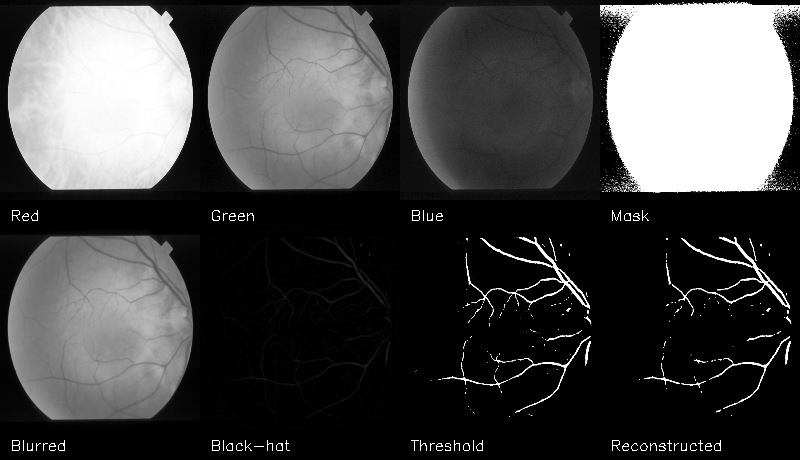 Red
Green
Blue
Mask
Blurred
Black-hat
Threshold
Reconstructed